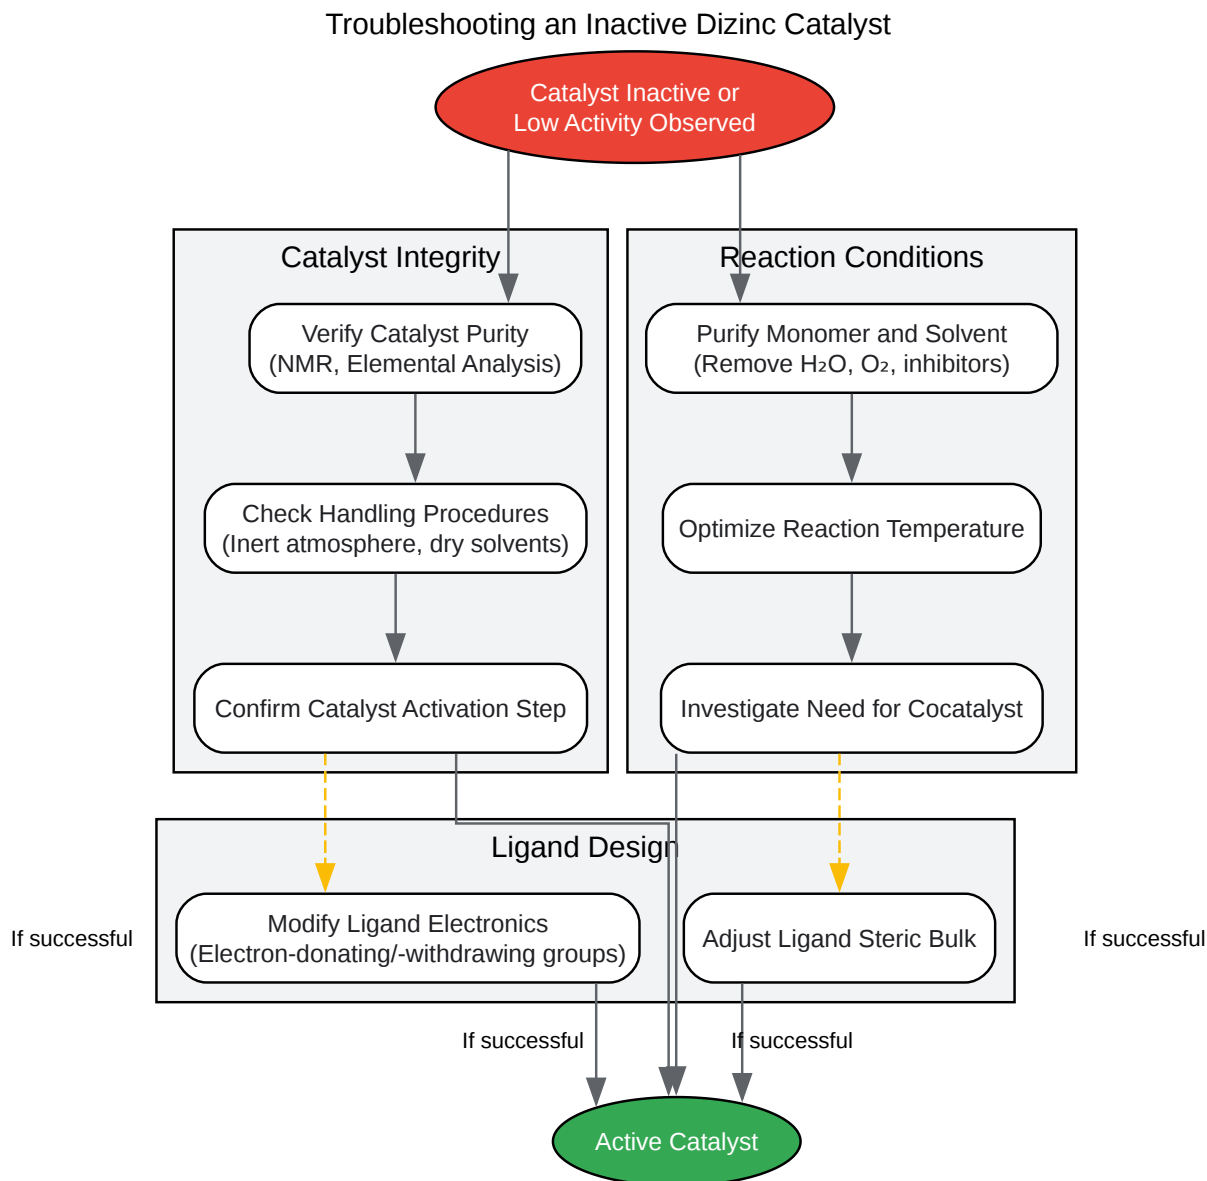 Troubleshooting an Inactive Dizinc Catalyst
Catalyst Inactive or
Low Activity Observed
Catalyst Integrity
Verify Catalyst Purity
(NMR, Elemental Analysis)
Check Handling Procedures
(Inert atmosphere, dry solvents)
Confirm Catalyst Activation Step
Reaction Conditions
Purify Monomer and Solvent
(Remove H₂O, O₂, inhibitors)
Optimize Reaction Temperature
Investigate Need for Cocatalyst
Ligand Design
If successful
Modify Ligand Electronics
(Electron-donating/-withdrawing groups)
Adjust Ligand Steric Bulk
If successful
If successful
If successful
Active Catalyst